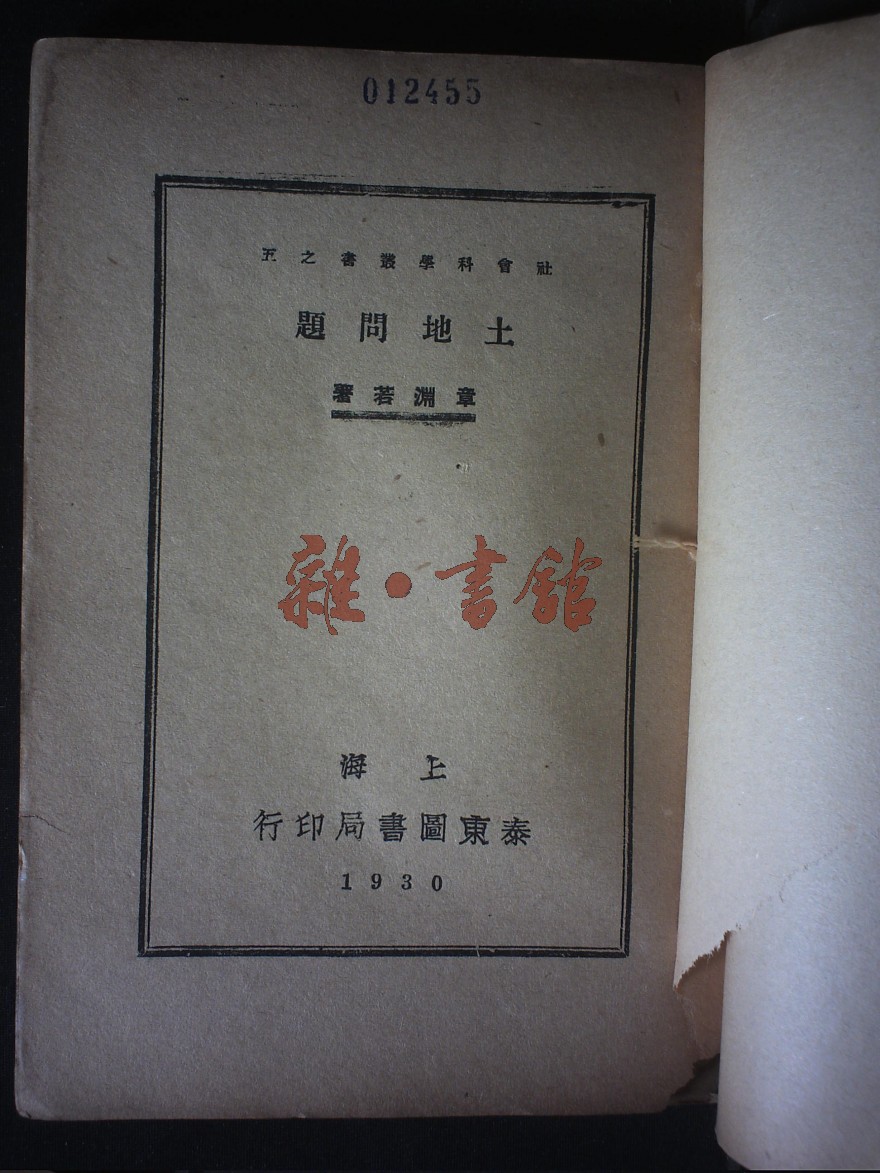 012455
社會科學叢書之五
土地問題
章淵若著
雜·書館
上海
泰東圖書局印行
1930